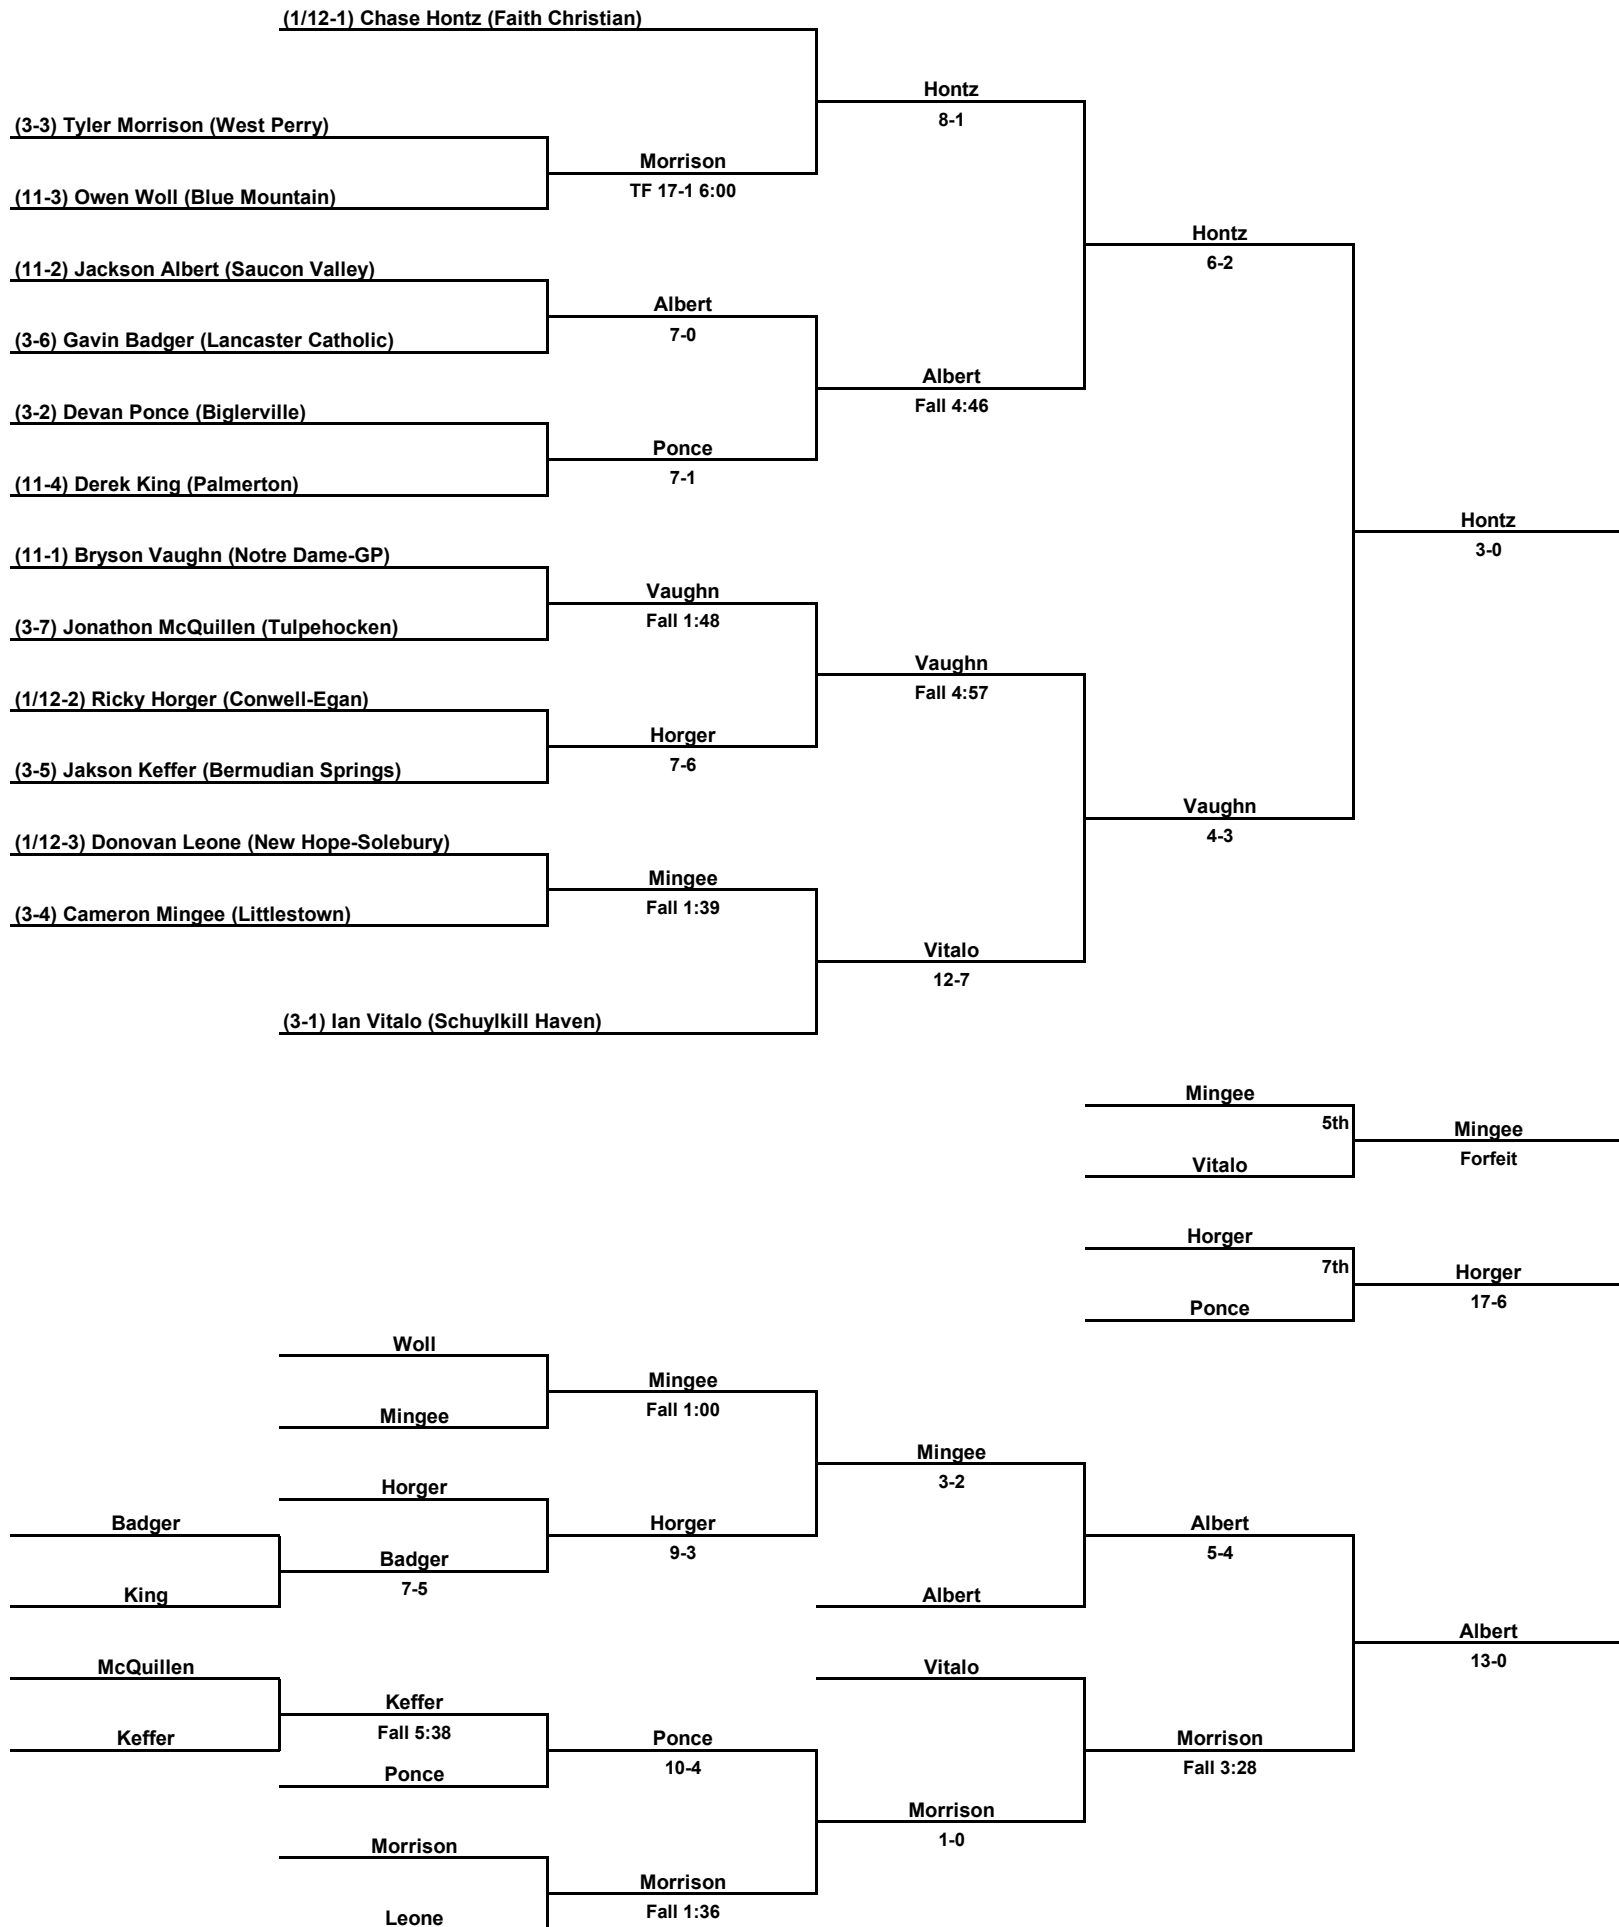 (1/12-1) Chase Hontz (Faith Christian)
Hontz
8-1
(3-3) Tyler Morrison (West Perry)
Morrison
TF 17-1 6:00
(11-3) Owen Woll (Blue Mountain)
Hontz
6-2
(11-2) Jackson Albert (Saucon Valley)
Albert
7-0
(3-6) Gavin Badger (Lancaster Catholic)
Albert
Fall 4:46
(3-2) Devan Ponce (Biglerville)
Ponce
7-1
(11-4) Derek King (Palmerton)
Hontz
3-0
(11-1) Bryson Vaughn (Notre Dame-GP)
Vaughn
Fall 1:48
(3-7) Jonathon McQuillen (Tulpehocken)
Vaughn
Fall 4:57
(1/12-2) Ricky Horger (Conwell-Egan)
Horger
7-6
(3-5) Jakson Keffer (Bermudian Springs)
Vaughn
4-3
(1/12-3) Donovan Leone (New Hope-Solebury)
Mingee
Fall 1:39
(3-4) Cameron Mingee (Littlestown)
Vitalo
12-7
(3-1) Ian Vitalo (Schuylkill Haven)
Mingee
5th
Mingee
Forfeit
Vitalo
Horger
7th
Horger
17-6
Ponce
Woll
Mingee
Fall 1:00
Mingee
Mingee
3-2
Horger
Badger
Horger
9-3
Albert
5-4
Badger
7-5
King
Albert
Albert
13-0
McQuillen
Vitalo
Keffer
Fall 5:38
Keffer
Ponce
10-4
Morrison
Fall 3:28
Ponce
Morrison
1-0
Morrison
Morrison
Fall 1:36
Leone